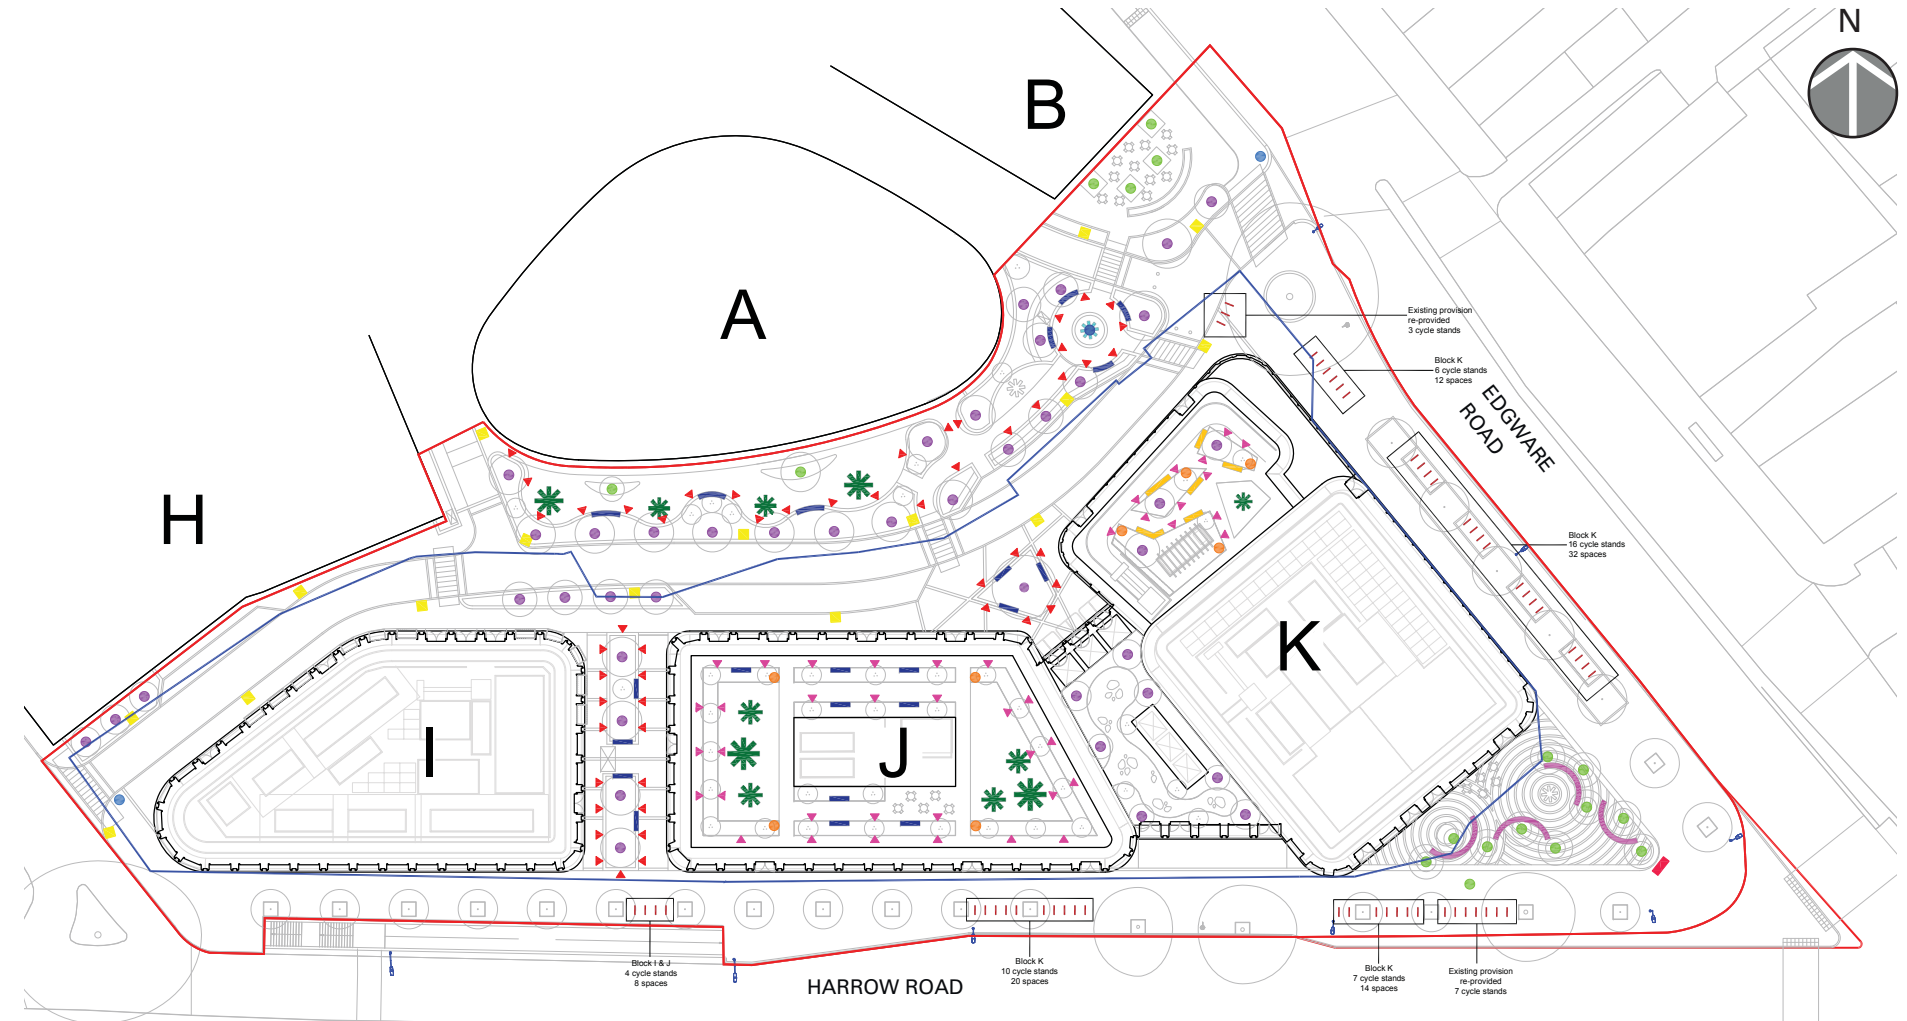 N
B
A
Existing provision
re-provided
3 cycle stands
Block K
6 cycle stands
12 spaces
EDGWARE
ROAD
H
Block K
16 cycle stands
32 spaces
K
I
J
Block I & J
4 cycle stands
8 spaces
HARROW ROAD
Block K
10 cycle stands
20 spaces
Block K
7 cycle stands
14 spaces
Existing provision
re-provided
7 cycle stands